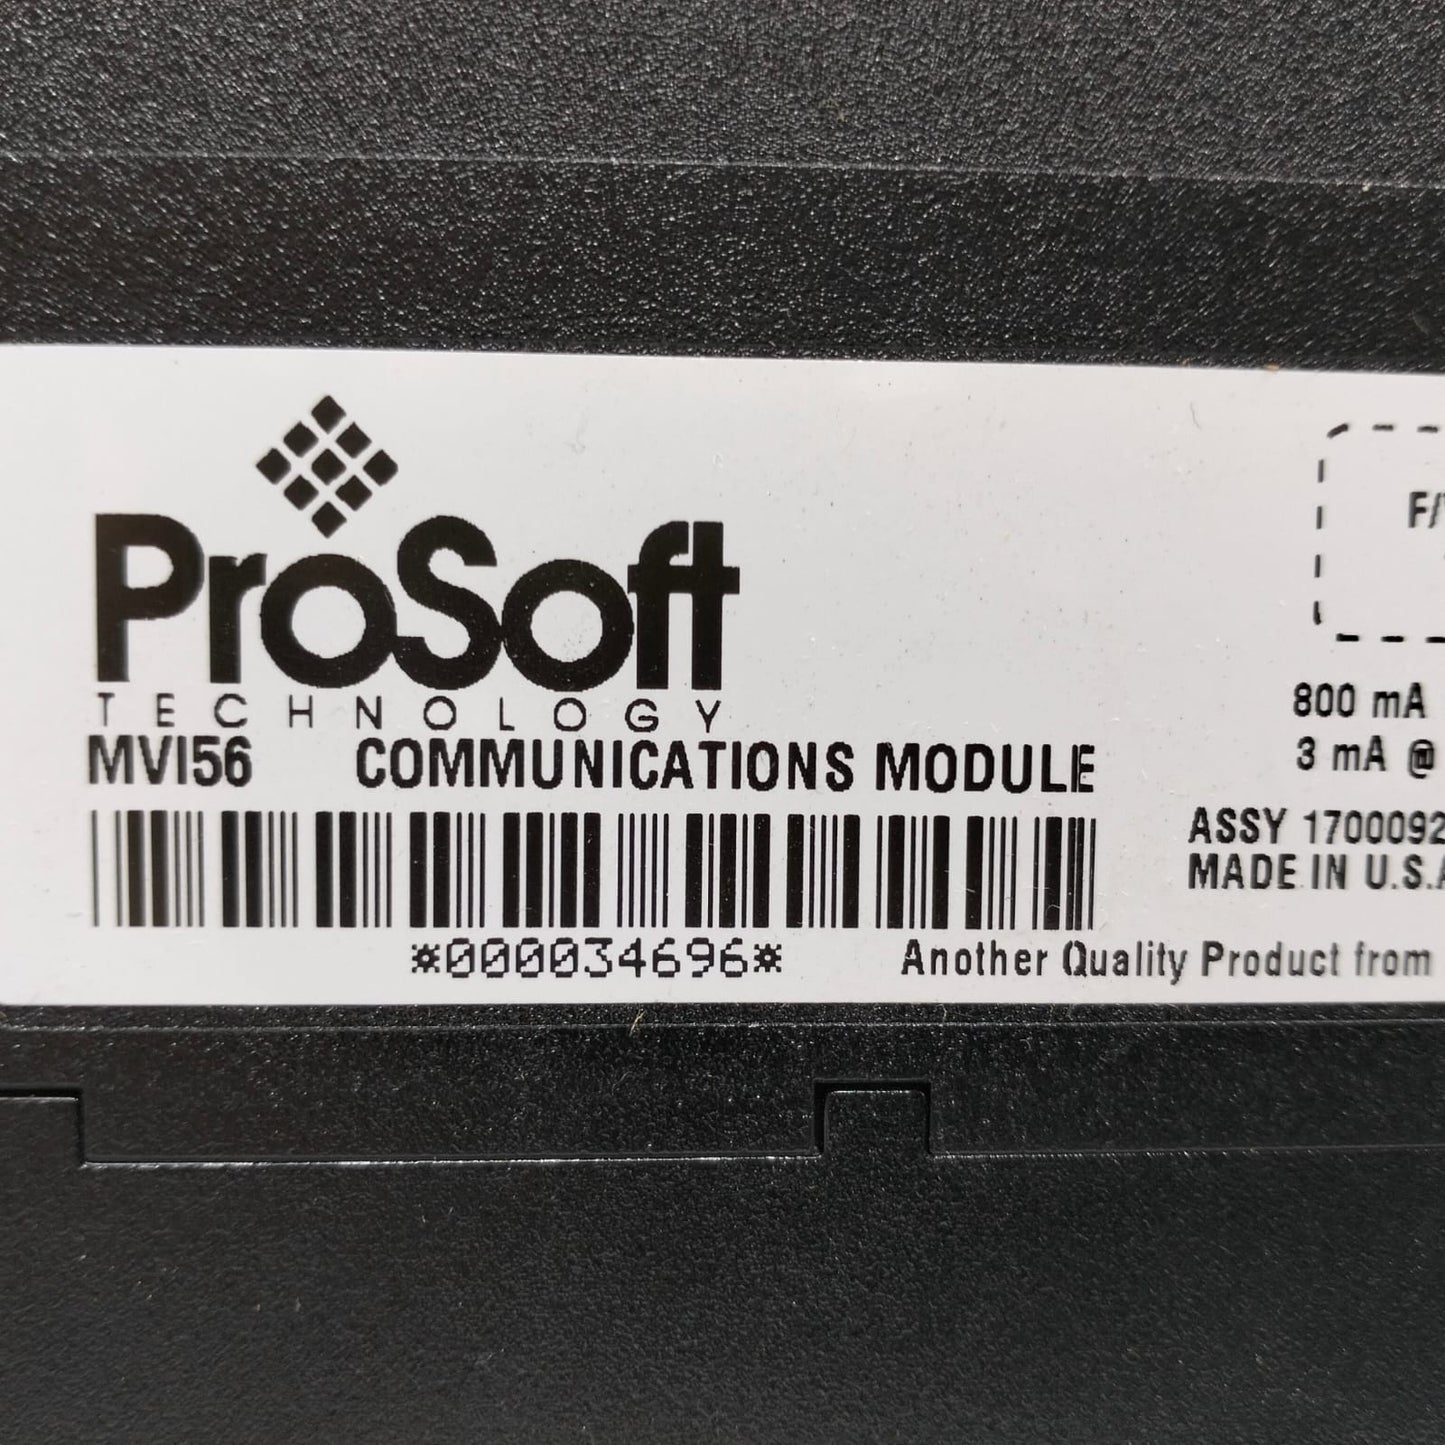 ProSoft
TECHNOLOGY
MVI56 COMMUNICATIONS MODULE
*000034696*
F/
800 mA
3 mA @
ASSY 1700092
MADE IN U.S.A
Another Quality Product from